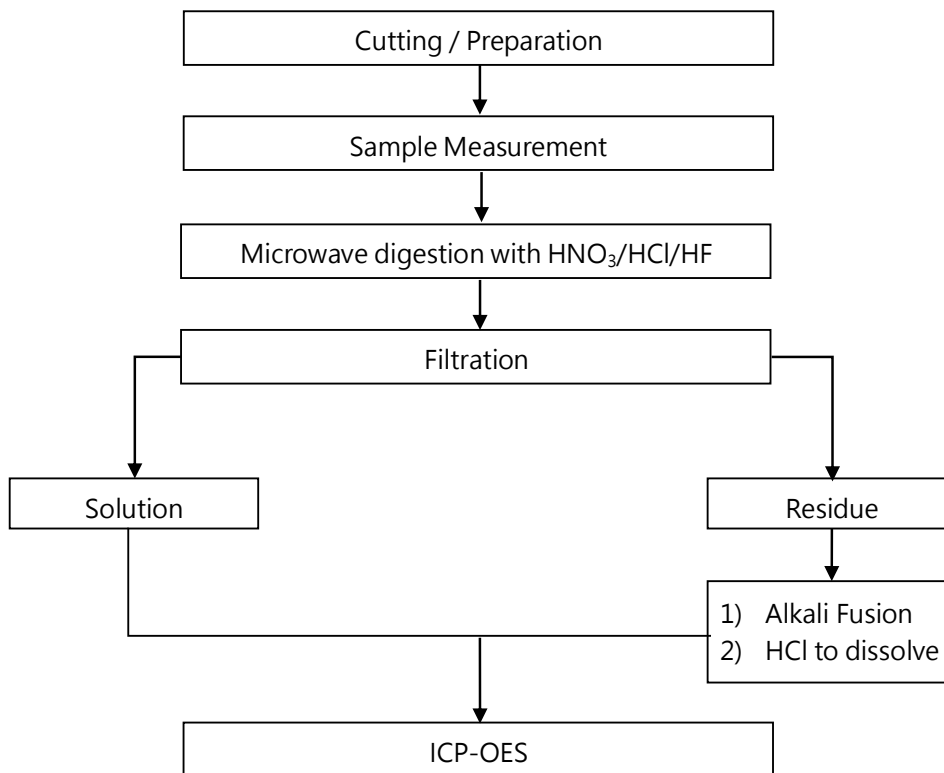 Cutting / Preparation
Sample Measurement
Microwave digestion with HNO₃/HCl/HF
Filtration
Solution
Residue
1) Alkali Fusion
2) HCl to dissolve
ICP-OES